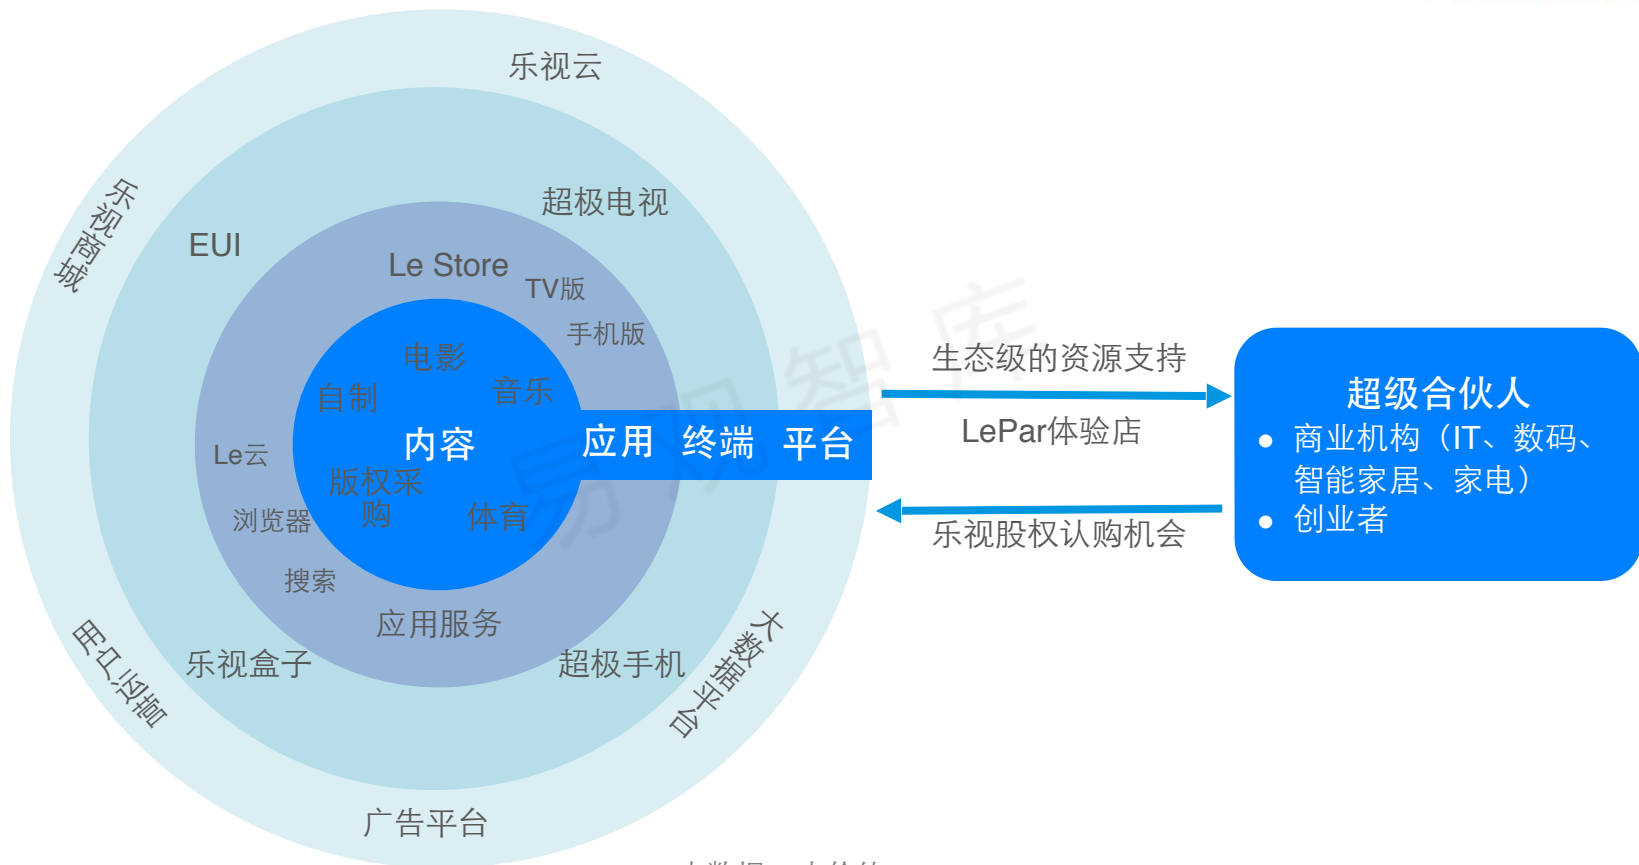 乐视云
乐视商城
超极电视
EUI
Le Store
TV版
手机版
电影
自制
音乐
内容
应用 终端 平台
Le云
版权采
购
体育
浏览器
搜索
应用服务
乐视盒子
超极手机
用户运营
大数据平台
广告平台
生态级的资源支持
LePar体验店
乐视股权认购机会
超级合伙人
● 商业机构（IT、数码、
智能家居、家电）
● 创业者
易观智库